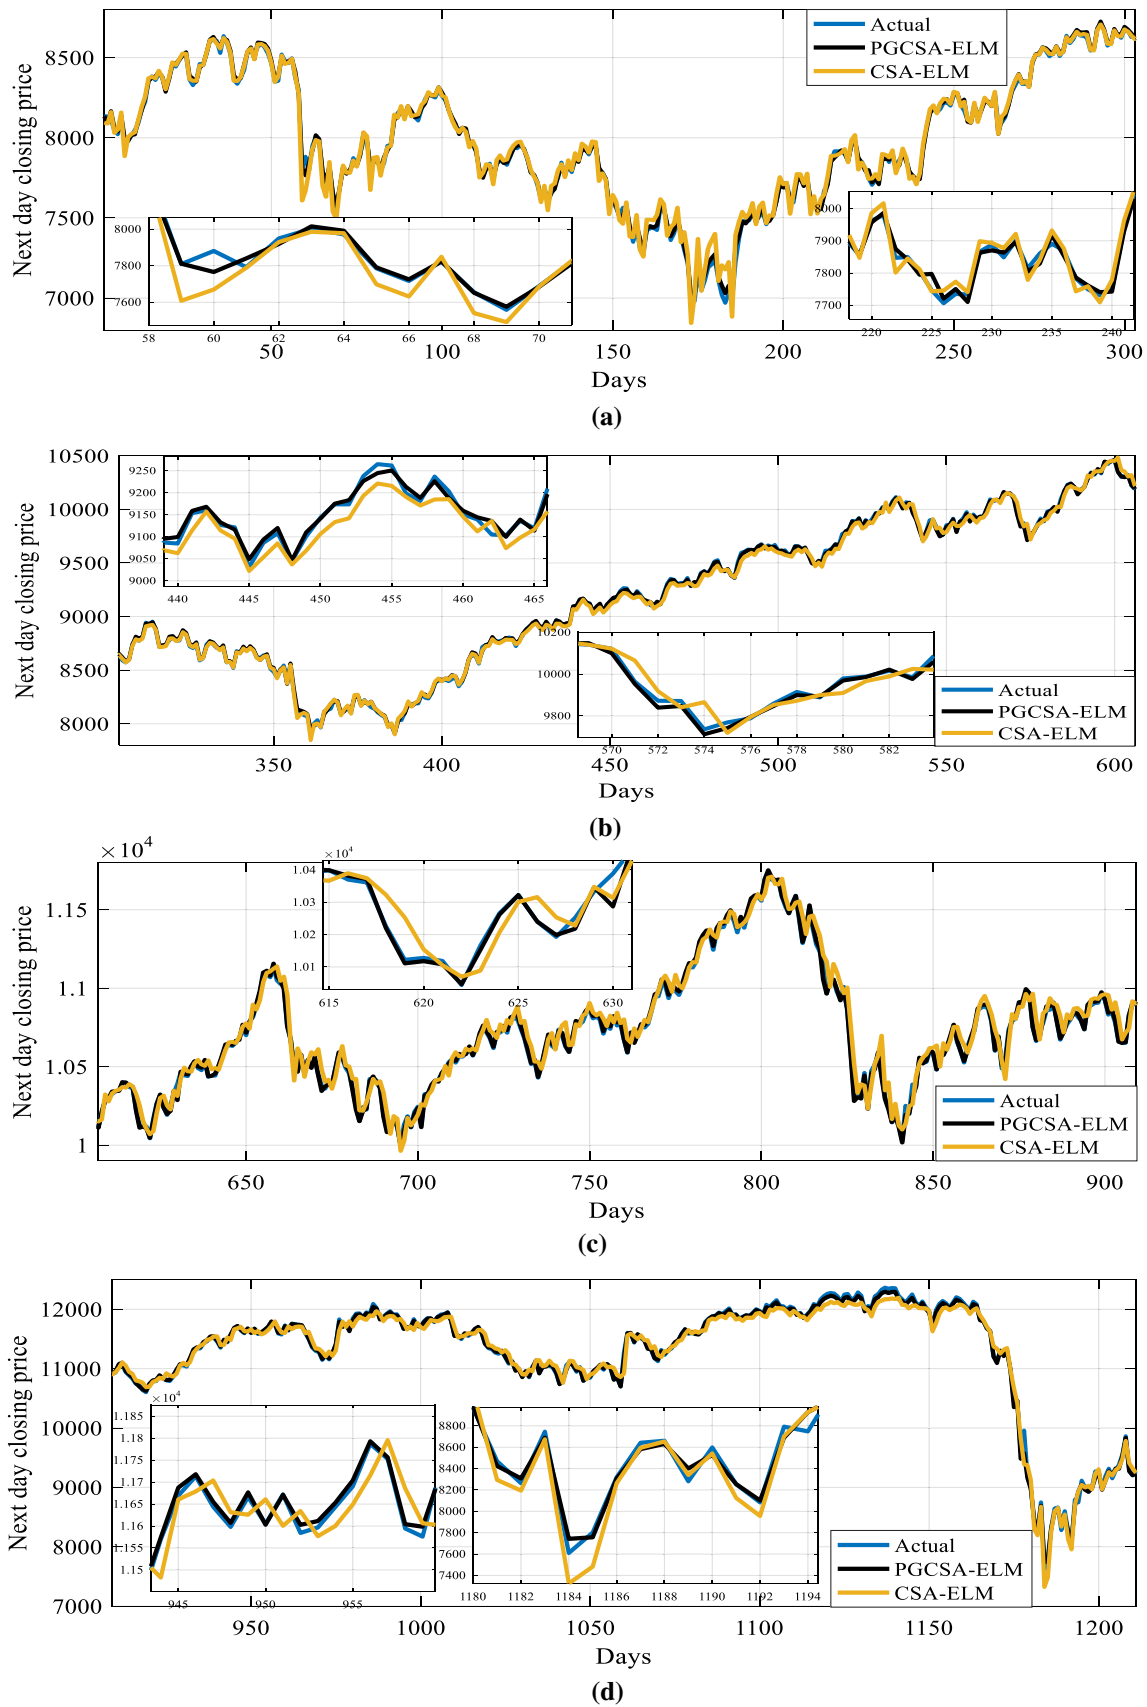 Next day closing price
8500
8000
7500
7000
Actual
PGCSA-ELM
CSA-ELM
8000
7800
7600
58 60 62 64 66 68 70
8000
7900
7800
7700
220 225 230 235 240
50 100 150 200 250 300
Days
(a)
Next day closing price
10500
10000
9500
9000
8500
8000
9250
9200
9150
9100
9050
9000
440 445 450 455 460 465
10200
10000
9800
570 572 574 576 578 580 582
Actual
PGCSA-ELM
CSA-ELM
350 400 450 500 550 600
Days
(b)
×10⁴
Next day closing price
1.15
1.1
1.05
1
×10⁴
1.04
1.03
1.02
1.01
615 620 625 630
Actual
PGCSA-ELM
CSA-ELM
650 700 750 800 850 900
Days
(c)
Next day closing price
12000
11000
10000
9000
8000
7000
×10⁴
1.185
1.18
1.175
1.17
1.165
1.16
1.155
1.15
945 950 955
8800
8600
8400
8200
8000
7800
7600
7400
1180 1182 1184 1186 1188 1190 1192 1194
Actual
PGCSA-ELM
CSA-ELM
950 1000 1050 1100 1150 1200
Days
(d)